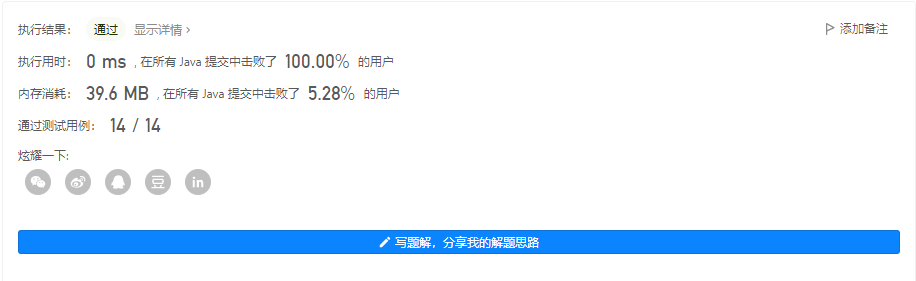 执行结果： 通过 显示详情 › 添加备注
执行用时： 0 ms , 在所有 Java 提交中击败了 100.00% 的用户
内存消耗： 39.6 MB , 在所有 Java 提交中击败了 5.28% 的用户
通过测试用例： 14 / 14
炫耀一下:
豆 in
写题解，分享我的解题思路